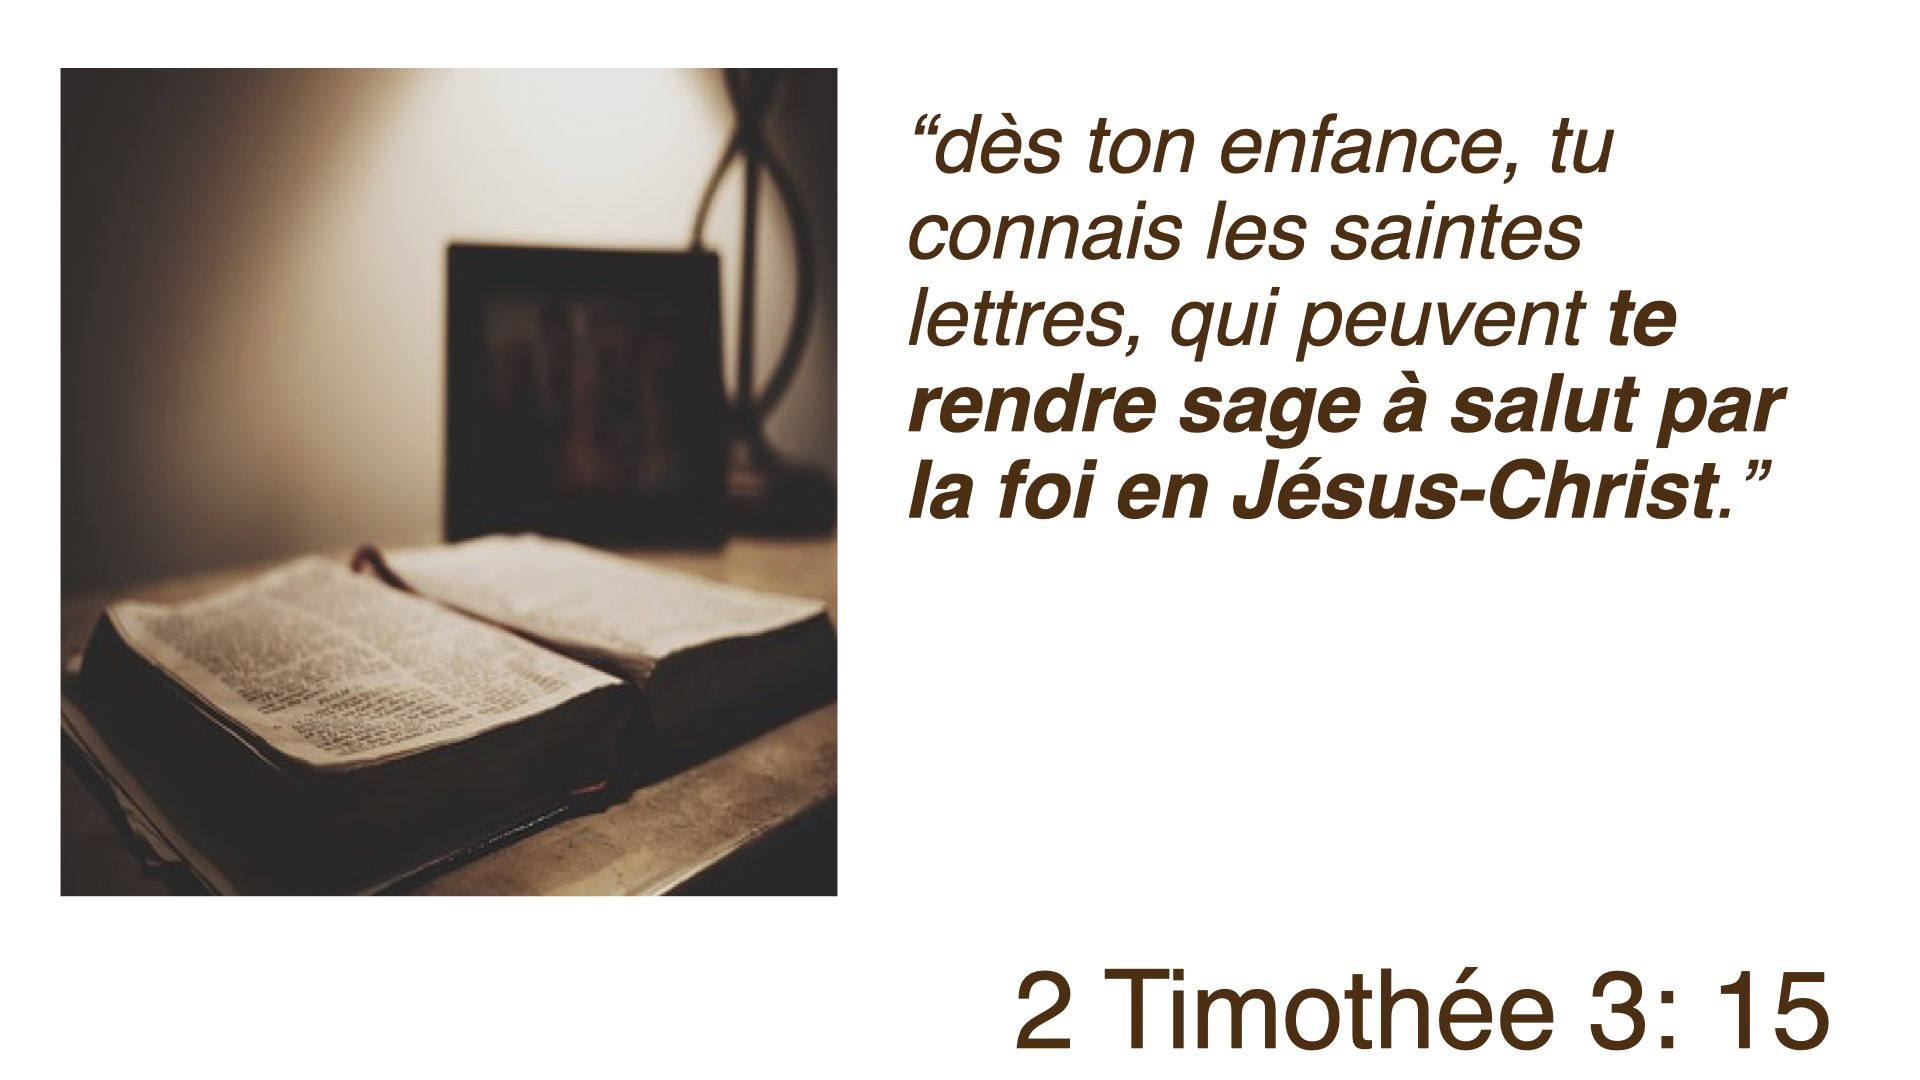 “dès ton enfance, tu
connais les saintes
lettres, qui peuvent te
rendre sage à salut par
la foi en Jésus-Christ.”
2 Timothée 3: 15